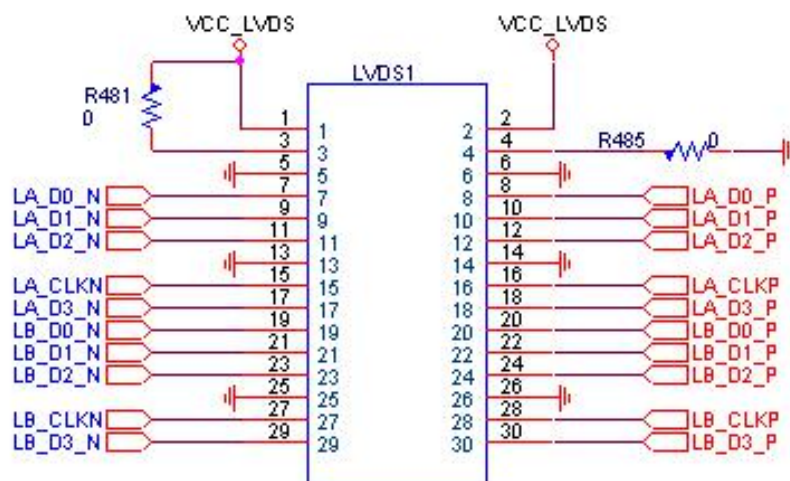 VCC_LVDS VCC_LVDS
LVDS1
R481
0
1 1 2 2
3 3 4 4 R485 0
5 5 6 6
LA_D0_N 7 7 8 8 LA_D0_P
LA_D1_N 9 9 10 10 LA_D1_P
LA_D2_N 11 11 12 12 LA_D2_P
13 13 14 14
LA_CLKN 15 15 16 16 LA_CLKP
LA_D3_N 17 17 18 18 LA_D3_P
LB_D0_N 19 19 20 20 LB_D0_P
LB_D1_N 21 21 22 22 LB_D1_P
LB_D2_N 23 23 24 24 LB_D2_P
25 25 26 26
LB_CLKN 27 27 28 28 LB_CLKP
LB_D3_N 29 29 30 30 LB_D3_P